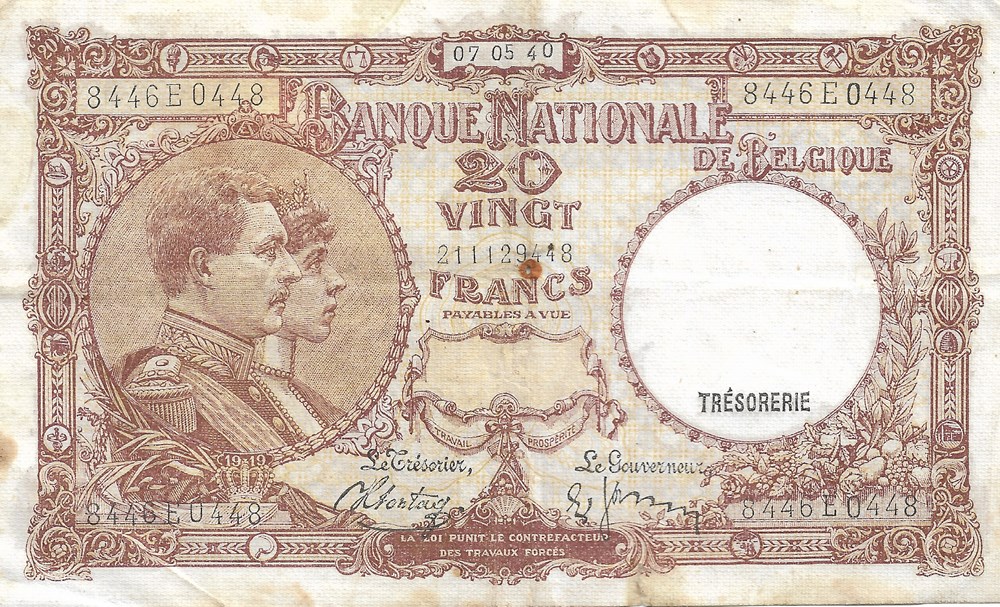 07 05 40
8446 E 0448
8446 E 0448
BANQUE NATIONALE
DE BELGIQUE
20
VINGT
211129448
FRANCS
PAYABLES A VUE
TRÉSORERIE
TRAVAIL PROSPÉRITÉ
1919
Le Trésorier,
Le Gouverneur,
8446 E 0448
8446 E 0448
LA LOI PUNIT LE CONTREFACTEUR
DES TRAVAUX FORCÉS